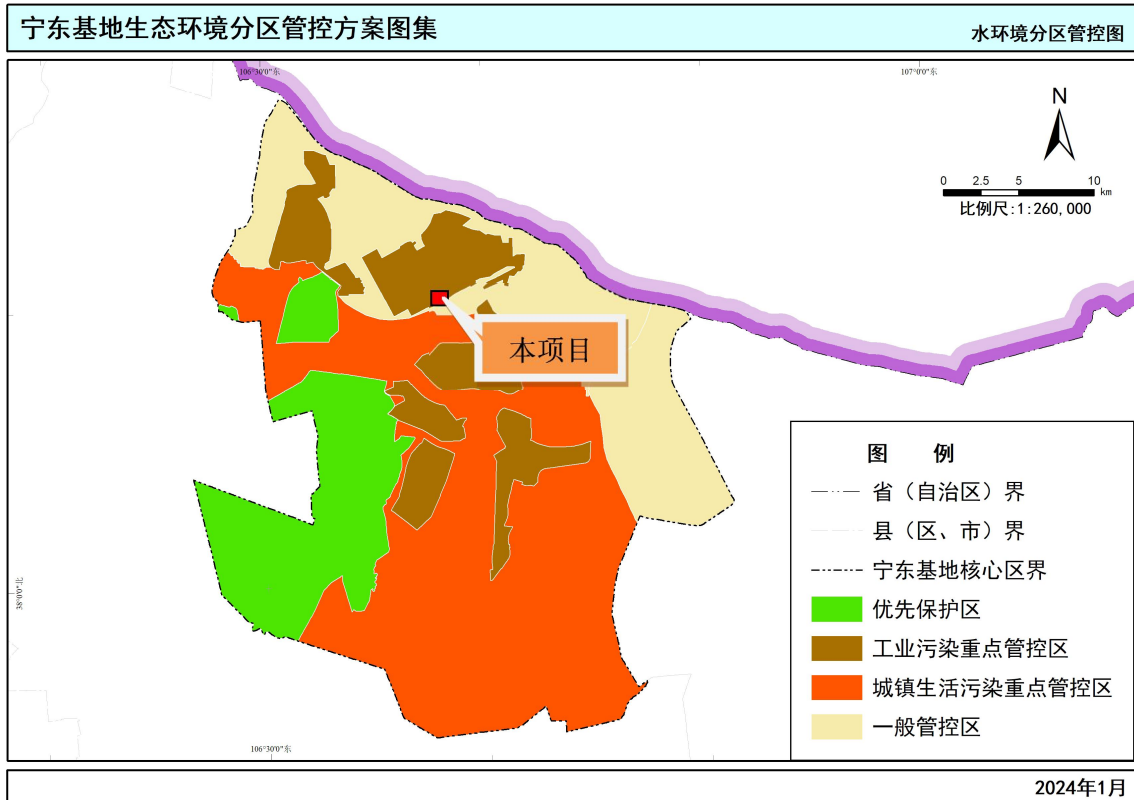 宁东基地生态环境分区管控方案图集
水环境分区管控图
106°30'0"东
107°0'0"东
N
0 2.5 5 10
km
比例尺:1:260,000
本项目
图 例
省（自治区）界
县（区、市）界
宁东基地核心区界
优先保护区
工业污染重点管控区
城镇生活污染重点管控区
一般管控区
38°0'0"北
106°30'0"东
2024年1月